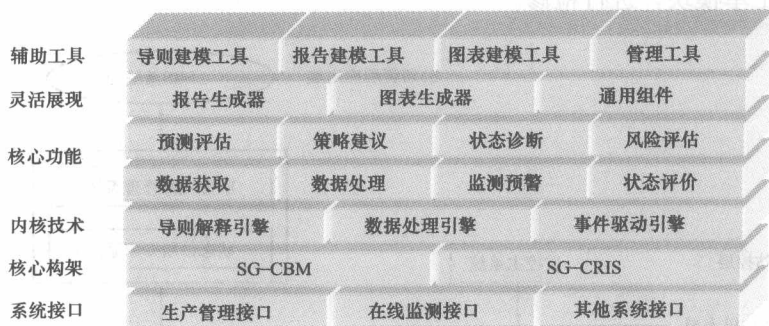 辅助工具 导则建模工具 报告建模工具 图表建模工具 管理工具
灵活展现 报告生成器 图表生成器 通用组件
核心功能 预测评估 策略建议 状态诊断 风险评估
数据获取 数据处理 监测预警 状态评价
内核技术 导则解释引擎 数据处理引擎 事件驱动引擎
核心构架 SG-CBM SG-CRIS
系统接口 生产管理接口 在线监测接口 其他系统接口